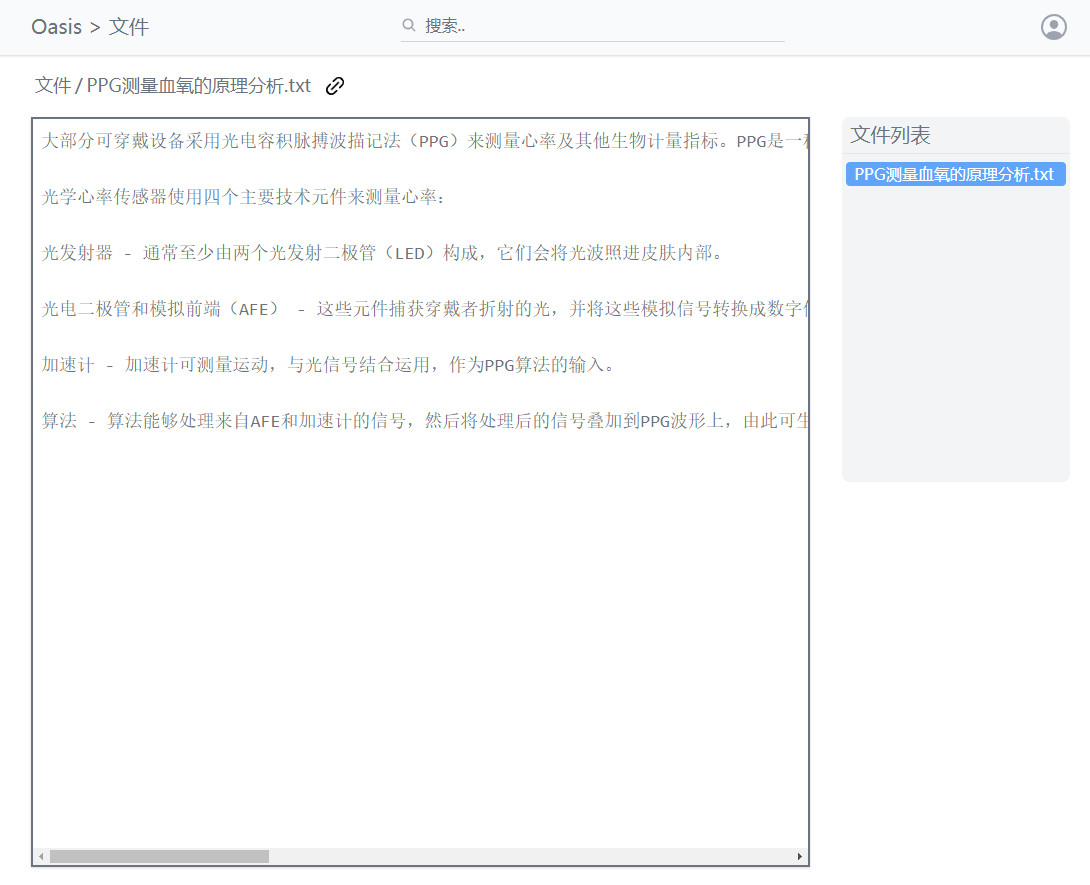 Oasis > 文件
搜索..
文件 / PPG测量血氧的原理分析.txt
大部分可穿戴设备采用光电容积脉搏波描记法（PPG）来测量心率及其他生物计量指标。PPG是一
光学心率传感器使用四个主要技术元件来测量心率：
光发射器 - 通常至少由两个光发射二极管（LED）构成，它们会将光波照进皮肤内部。
光电二极管和模拟前端（AFE） - 这些元件捕获穿戴者折射的光，并将这些模拟信号转换成数字
加速计 - 加速计可测量运动，与光信号结合运用，作为PPG算法的输入。
算法 - 算法能够处理来自AFE和加速计的信号，然后将处理后的信号叠加到PPG波形上，由此可生
文件列表
PPG测量血氧的原理分析.txt